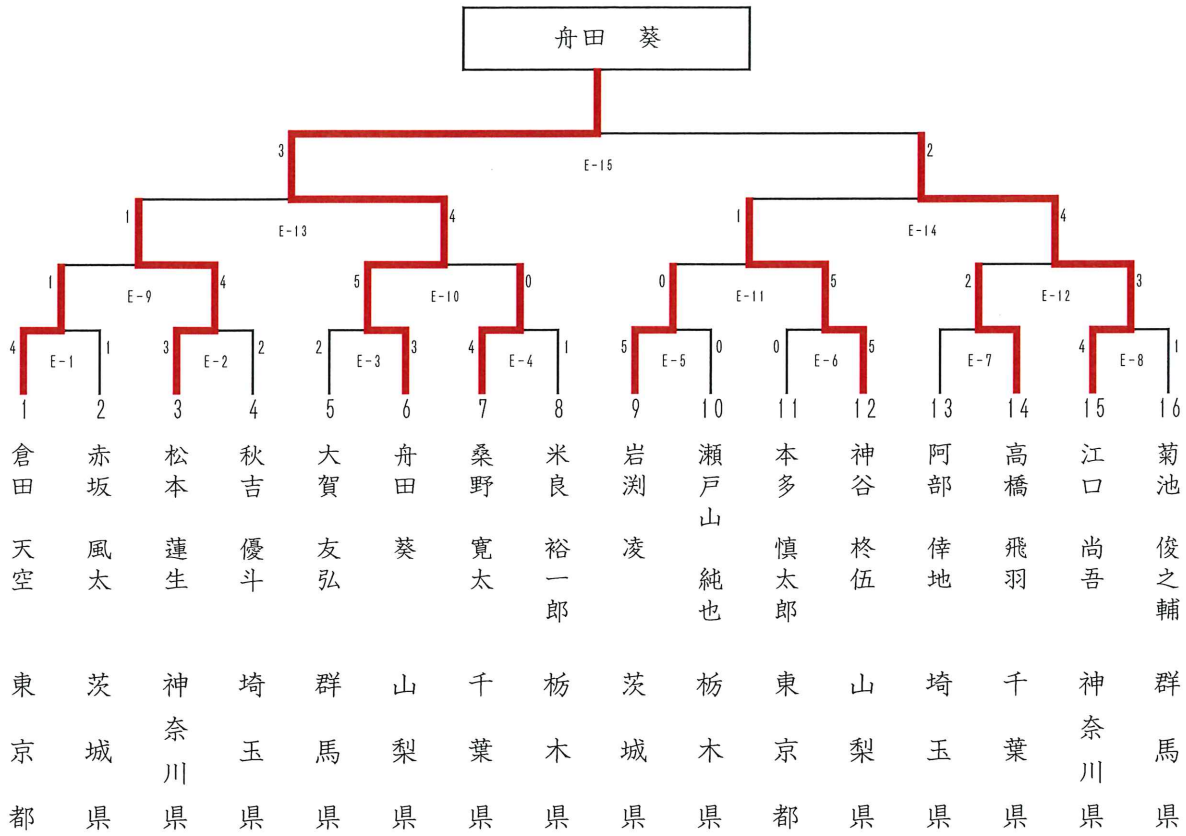 舟田　葵
3
E-15
2
1
E-13
4
1
E-14
4
1
E-9
4
5
E-10
0
0
E-11
5
2
E-12
3
4
E-1
1
3
E-2
2
2
E-3
3
4
E-4
1
5
E-5
0
0
E-6
5
E-7
4
E-8
1
1
2
3
4
5
6
7
8
9
10
11
12
13
14
15
16
倉田　天空
赤坂　風太
松本　蓮生
秋吉　優斗
大賀　友弘
舟田　葵
桑野　寛太
米良　裕一郎
岩渕　凌
瀬戸山　純也
本多　慎太郎
神谷　柊伍
阿部　倖地
高橋　飛羽
江口　尚吾
菊池　俊之輔
東京都
茨城県
神奈川県
埼玉県
群馬県
山梨県
千葉県
栃木県
茨城県
栃木県
東京都
山梨県
埼玉県
千葉県
神奈川県
群馬県